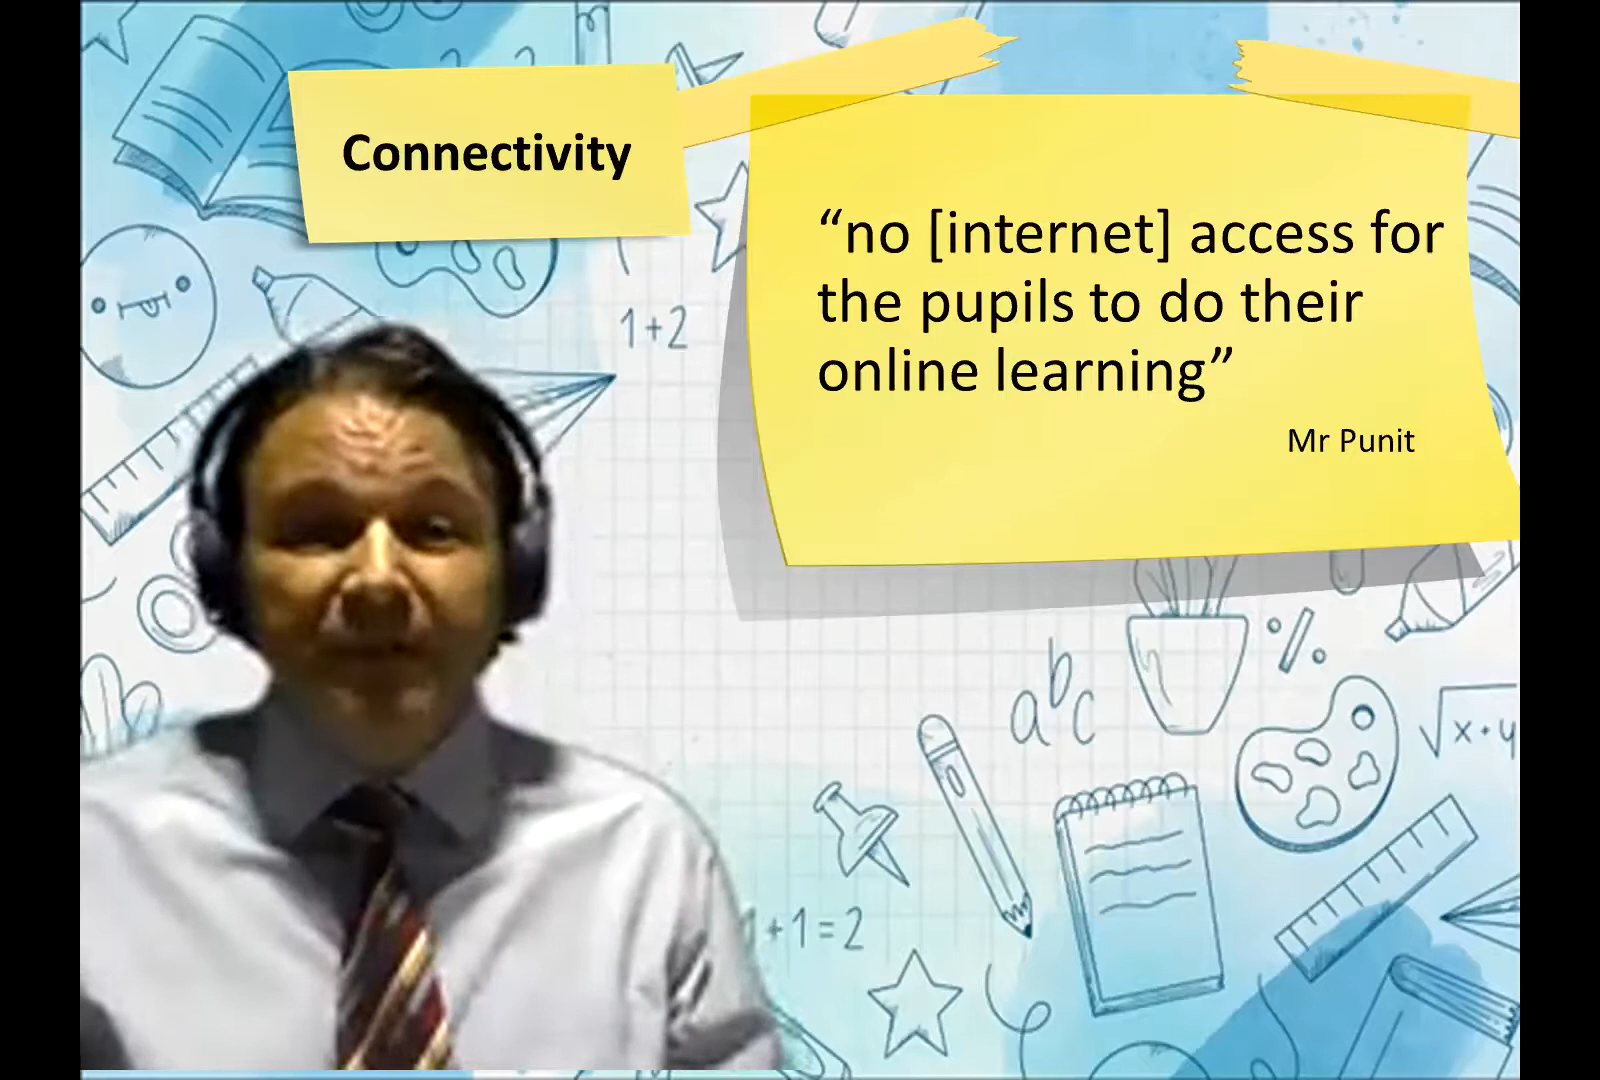 Connectivity
“no [internet] access for
the pupils to do their
online learning”
Mr Punit
1+2
abc
√x+y
1+1=2